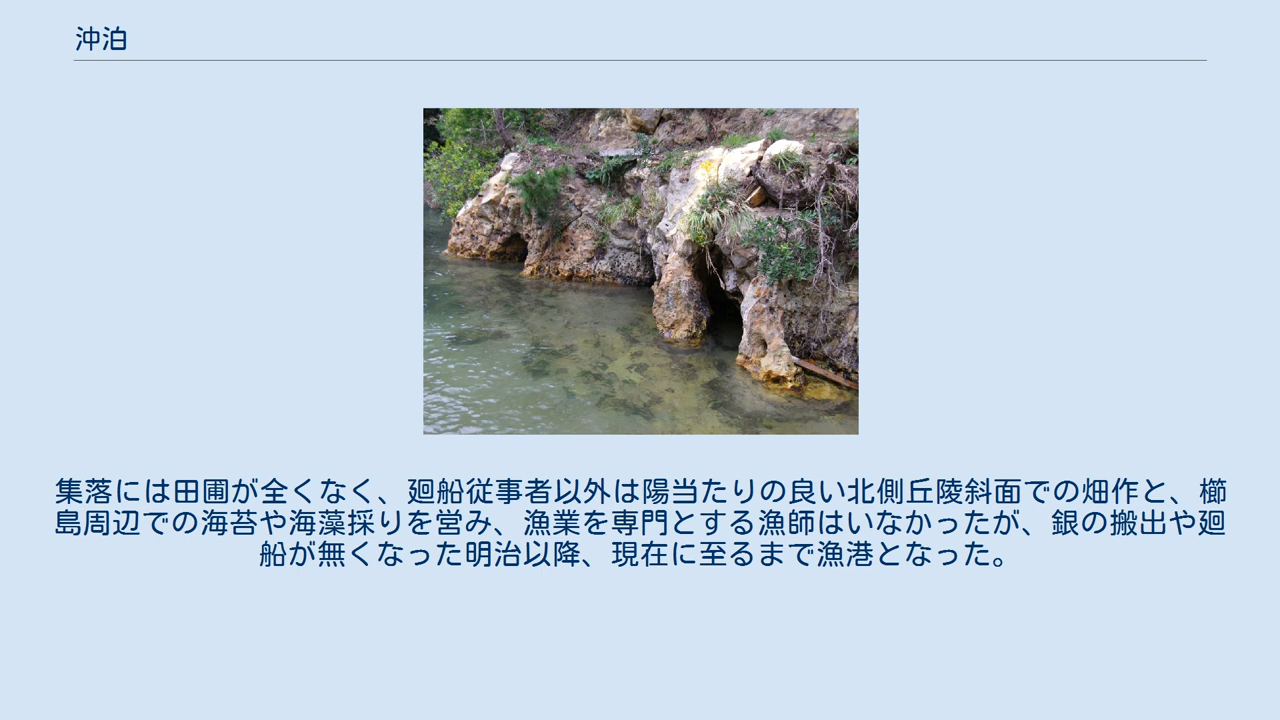 沖泊
集落には田圃が全くなく、廻船従事者以外は陽当たりの良い北側丘陵斜面での畑作と、櫛
島周辺での海苔や海藻採りを営み、漁業を専門とする漁師はいなかったが、銀の搬出や廻
船が無くなった明治以降、現在に至るまで漁港となった。